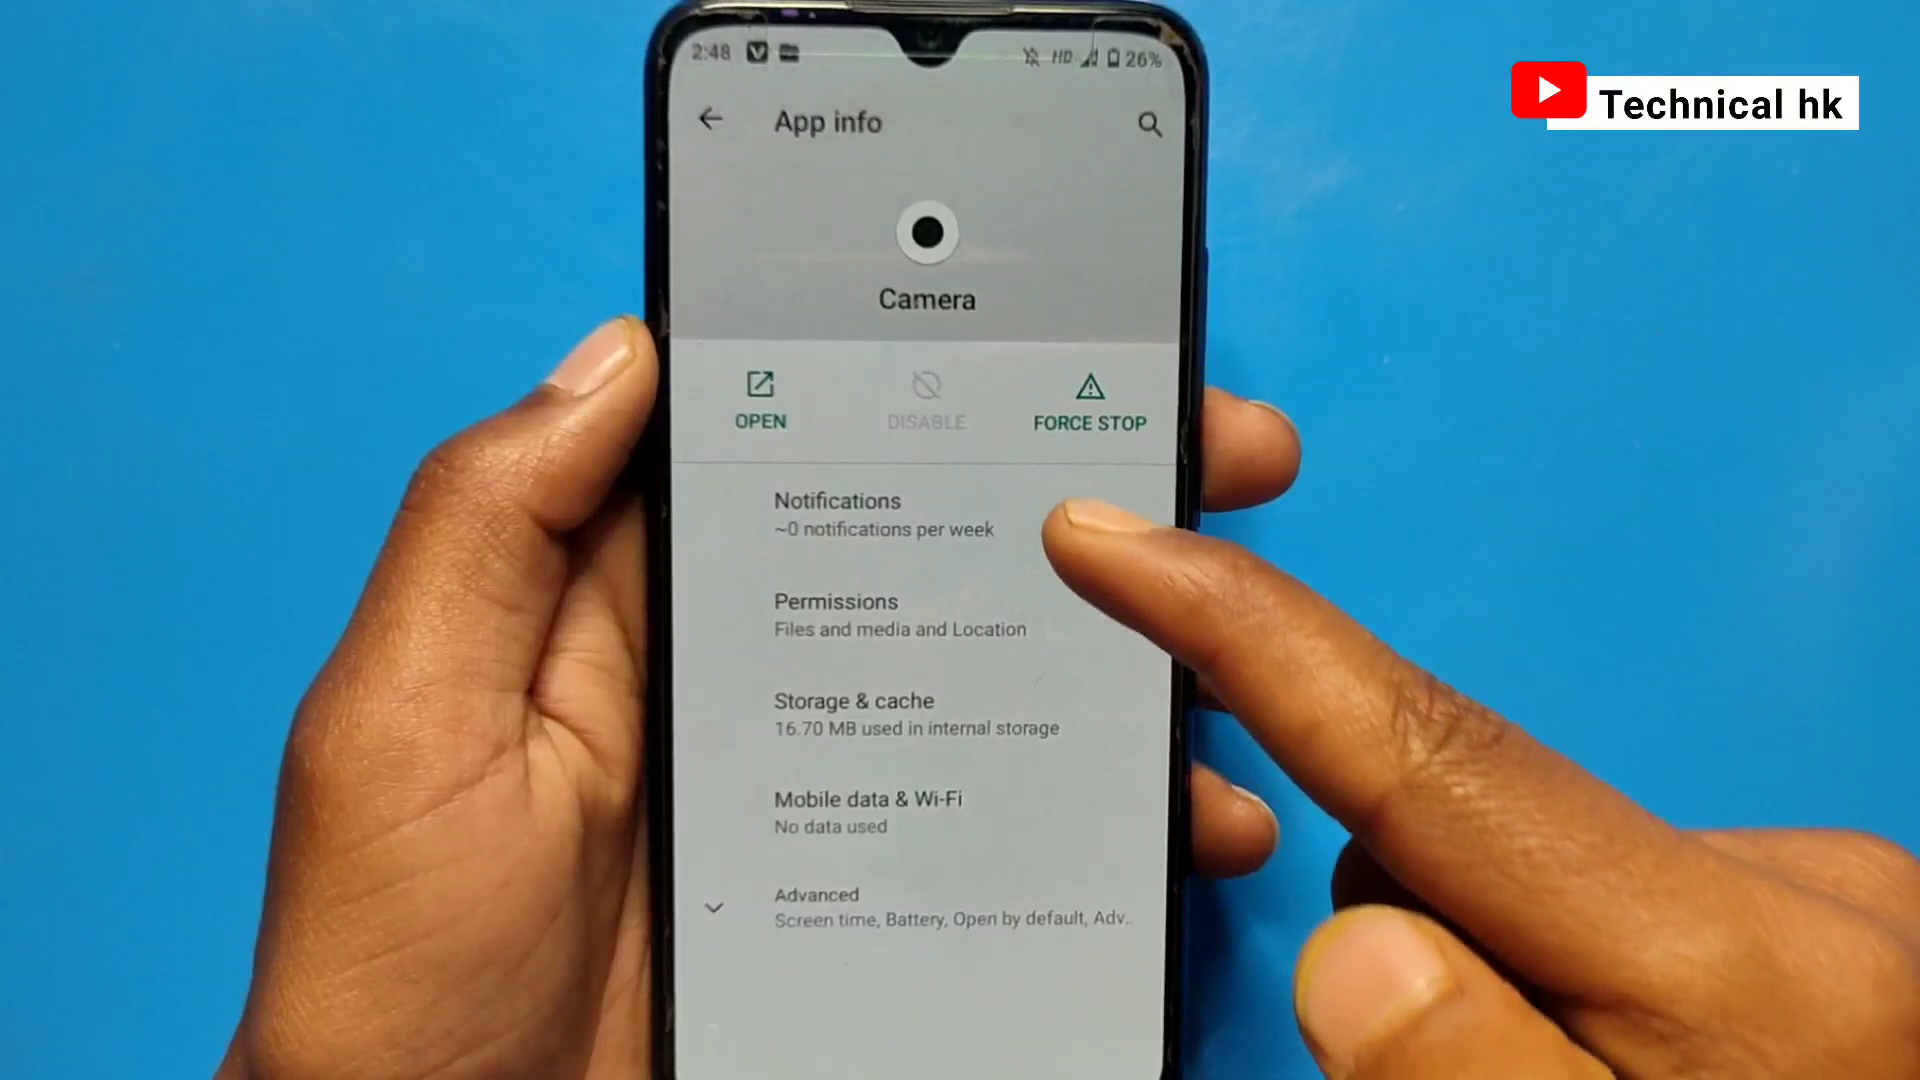 2:48 HD 26%
Technical hk
App info
Camera
OPEN DISABLE FORCE STOP
Notifications
~0 notifications per week
Permissions
Files and media and Location
Storage & cache
16.70 MB used in internal storage
Mobile data & Wi-Fi
No data used
Advanced
Screen time, Battery, Open by default, Adv..